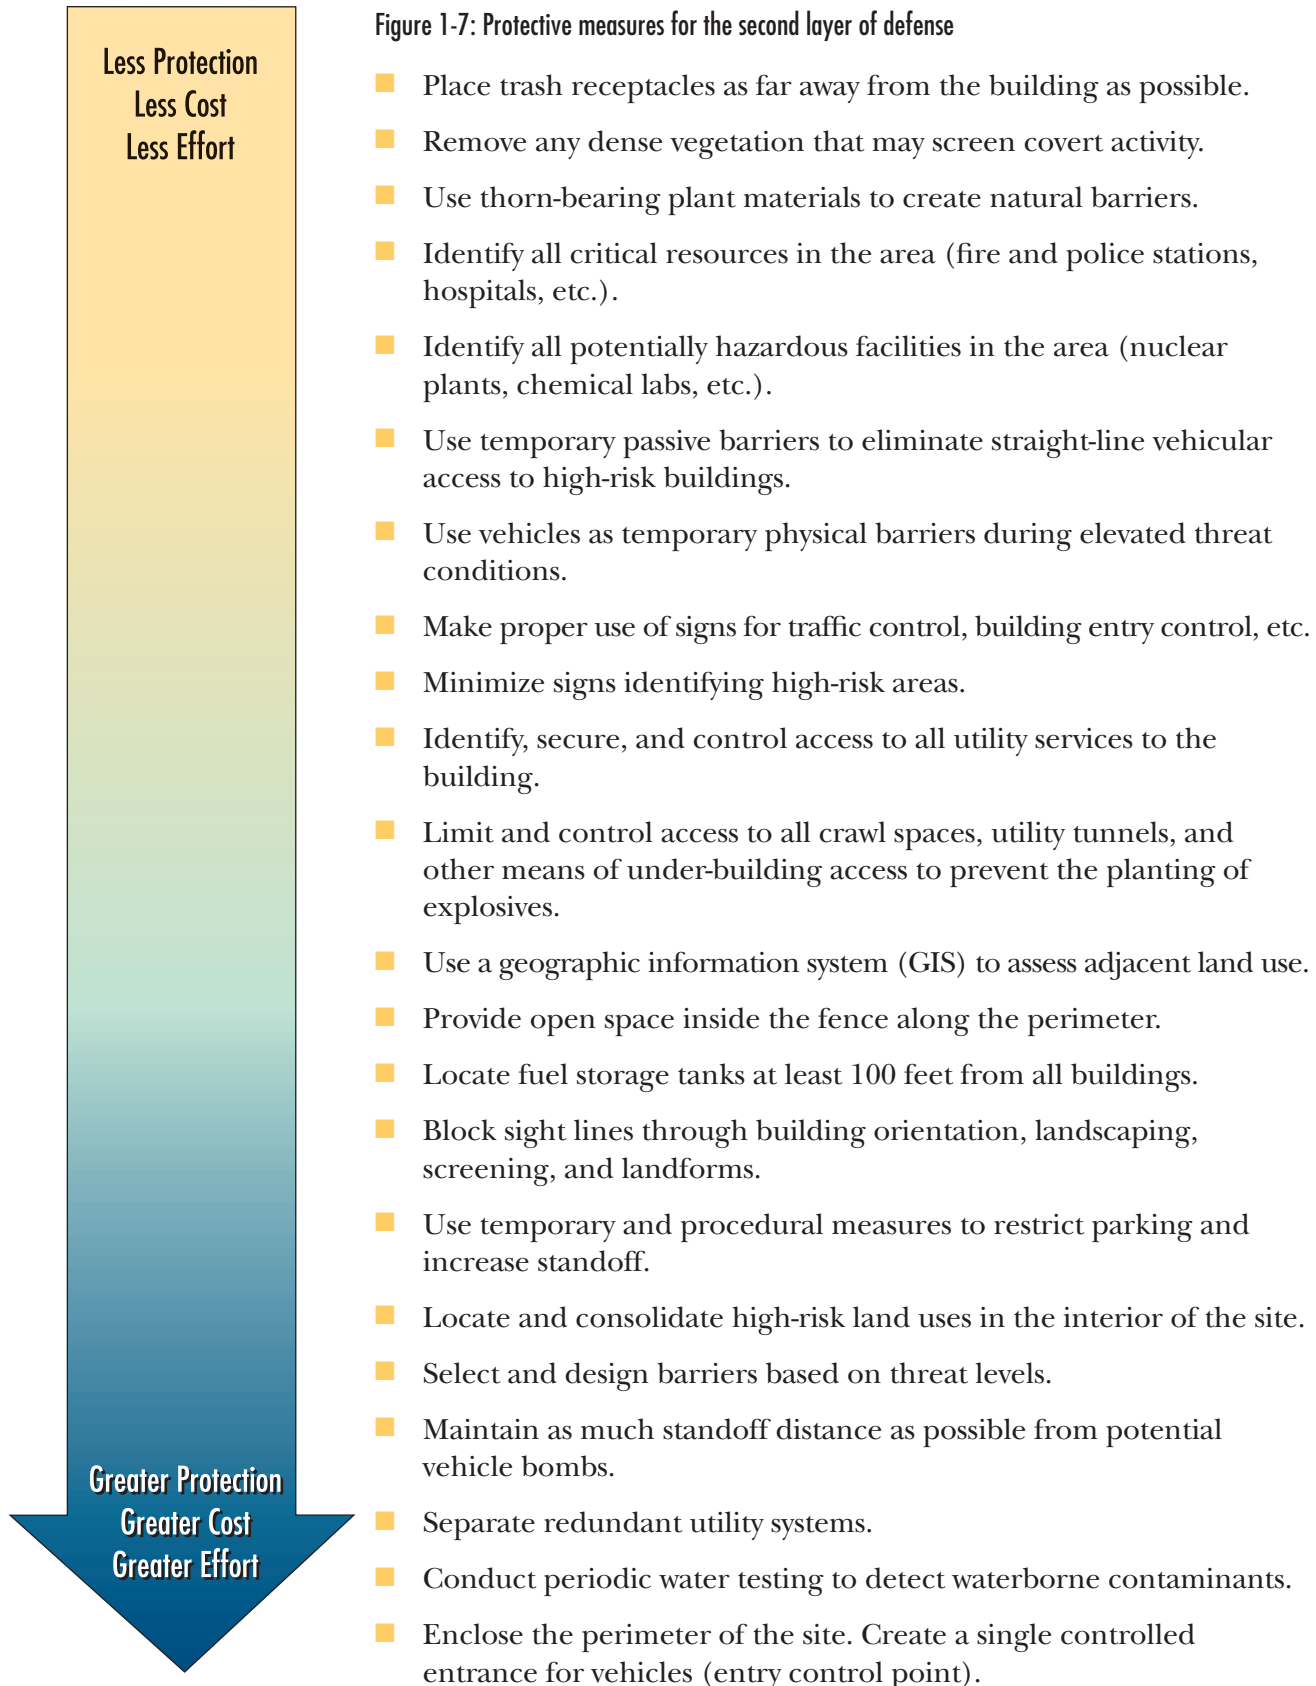 Figure 1-7: Protective measures for the second layer of defense
Less Protection
Less Cost
Less Effort
■ Place trash receptacles as far away from the building as possible.
■ Remove any dense vegetation that may screen covert activity.
■ Use thorn-bearing plant materials to create natural barriers.
■ Identify all critical resources in the area (fire and police stations,
hospitals, etc.).
■ Identify all potentially hazardous facilities in the area (nuclear
plants, chemical labs, etc.).
■ Use temporary passive barriers to eliminate straight-line vehicular
access to high-risk buildings.
■ Use vehicles as temporary physical barriers during elevated threat
conditions.
■ Make proper use of signs for traffic control, building entry control, etc.
■ Minimize signs identifying high-risk areas.
■ Identify, secure, and control access to all utility services to the
building.
■ Limit and control access to all crawl spaces, utility tunnels, and
other means of under-building access to prevent the planting of
explosives.
■ Use a geographic information system (GIS) to assess adjacent land use.
■ Provide open space inside the fence along the perimeter.
■ Locate fuel storage tanks at least 100 feet from all buildings.
■ Block sight lines through building orientation, landscaping,
screening, and landforms.
■ Use temporary and procedural measures to restrict parking and
increase standoff.
■ Locate and consolidate high-risk land uses in the interior of the site.
■ Select and design barriers based on threat levels.
■ Maintain as much standoff distance as possible from potential
vehicle bombs.
■ Separate redundant utility systems.
■ Conduct periodic water testing to detect waterborne contaminants.
■ Enclose the perimeter of the site. Create a single controlled
entrance for vehicles (entry control point).
Greater Protection
Greater Cost
Greater Effort